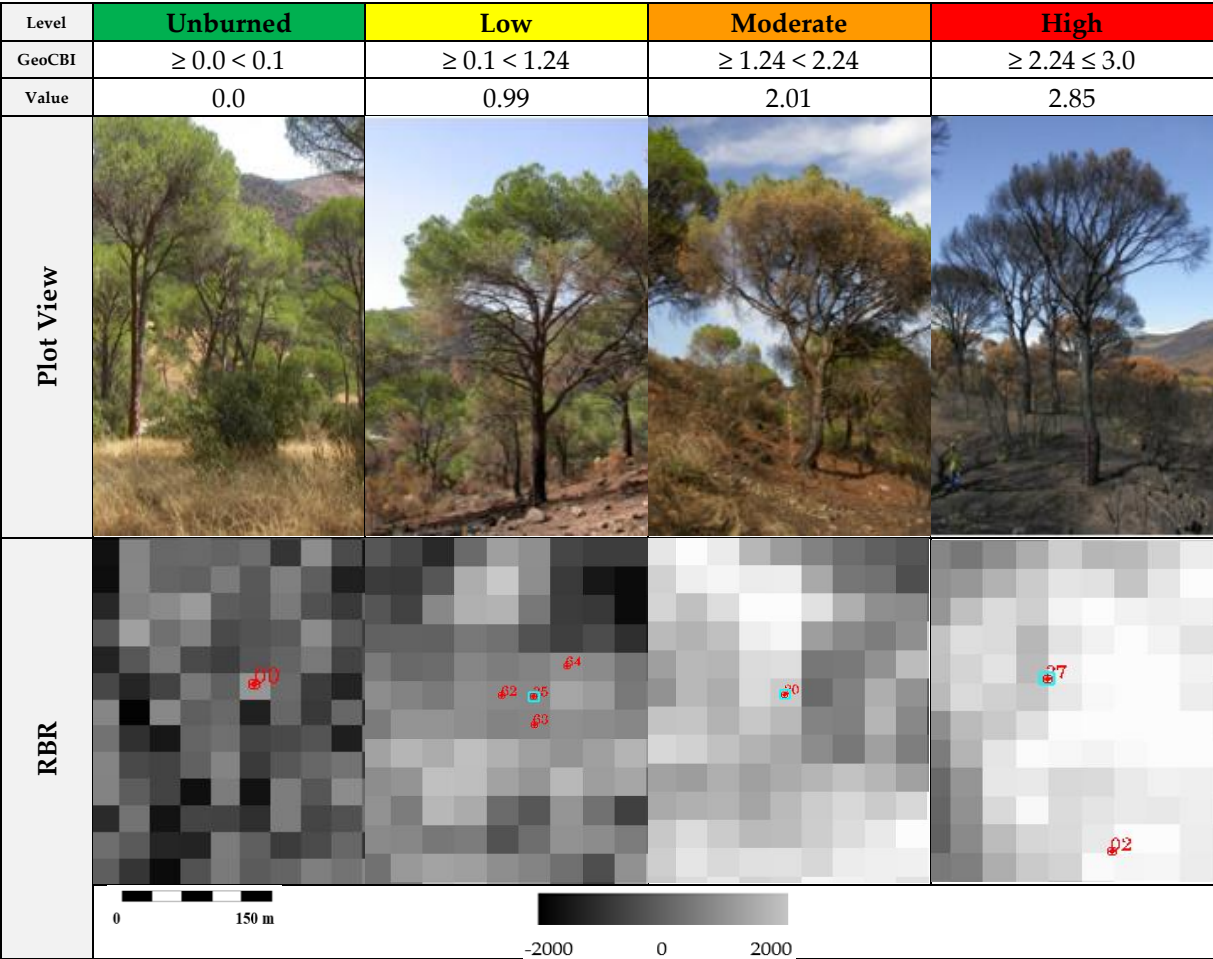 Level Unburned Low Moderate High
GeoCBI ≥ 0.0 < 0.1 ≥ 0.1 < 1.24 ≥ 1.24 < 2.24 ≥ 2.24 ≤ 3.0
Value 0.0 0.99 2.01 2.85
Plot View
RBR
64
62
63
02
0 150 m
-2000 0 2000